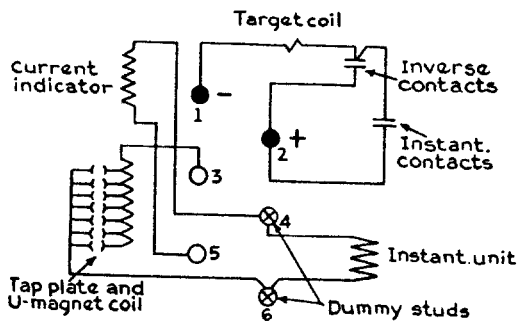 Target coil
Current
indicator
Inverse
contacts
1
−
2
+
Instant.
contacts
3
4
5
Instant. unit
Tap plate and
U-magnet coil
6
Dummy studs